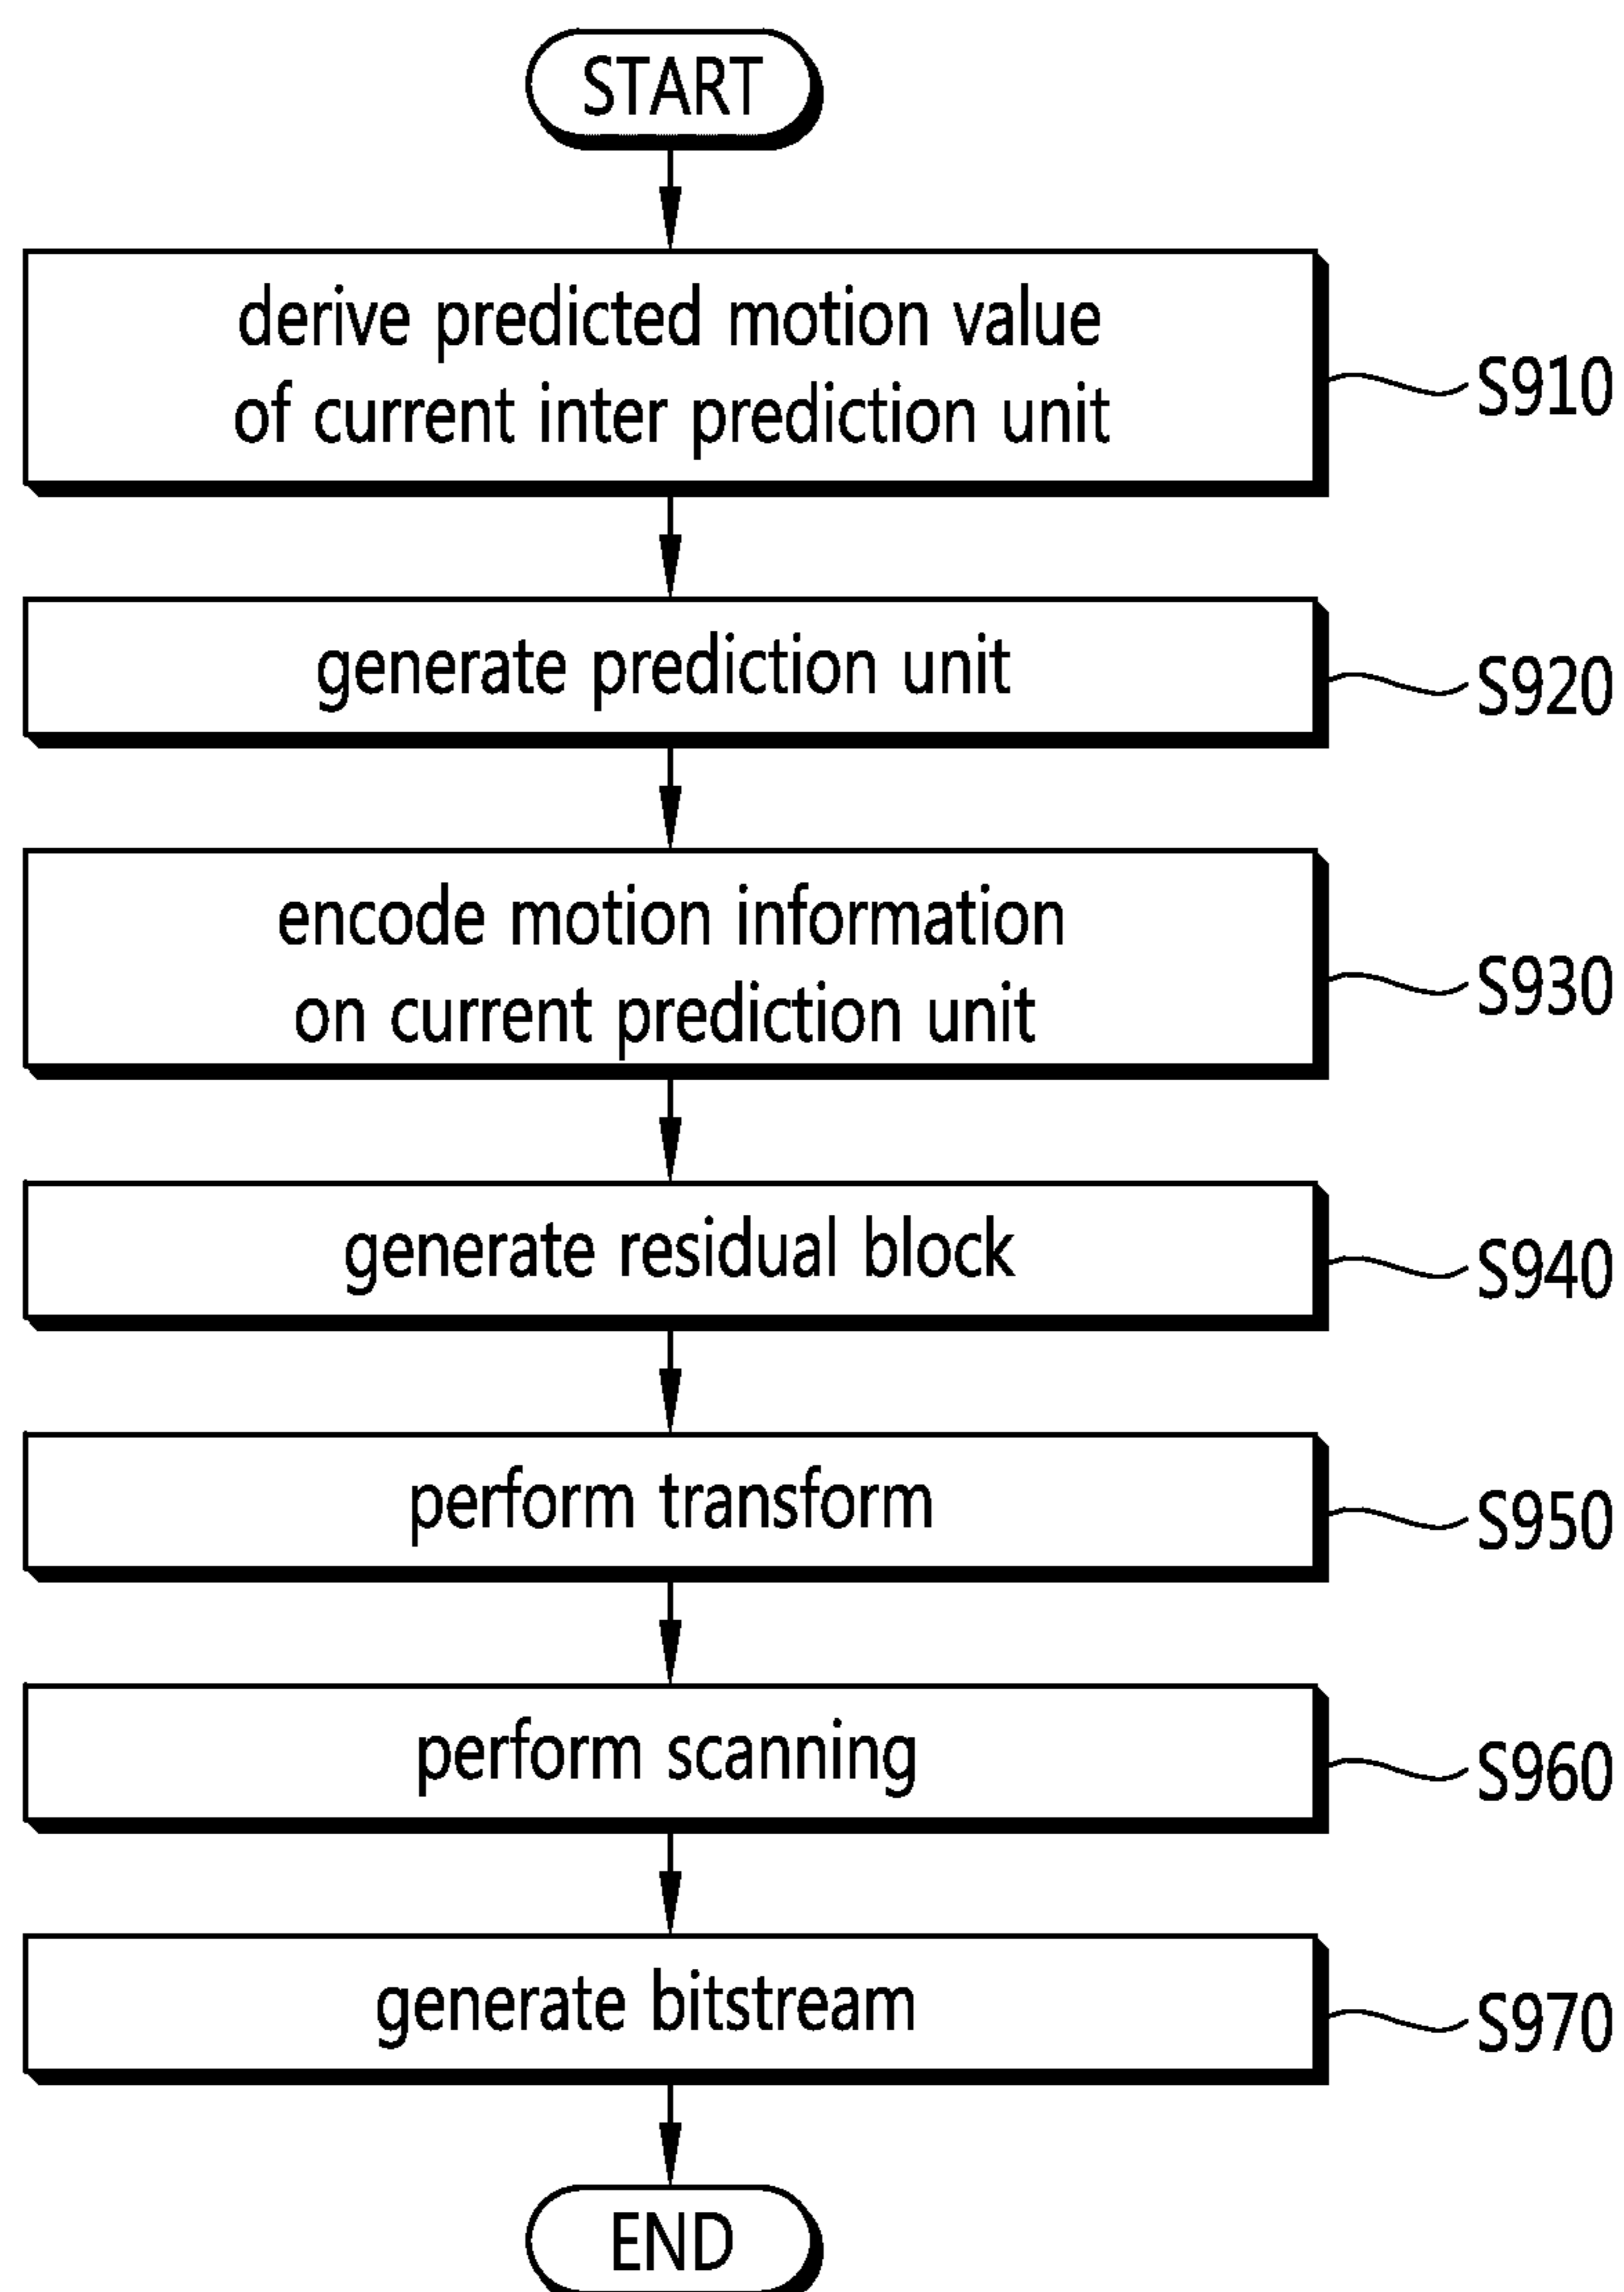 START
derive predicted motion value
of current inter prediction unit
S910
generate prediction unit
S920
encode motion information
on current prediction unit
S930
generate residual block
S940
perform transform
S950
perform scanning
S960
generate bitstream
S970
END